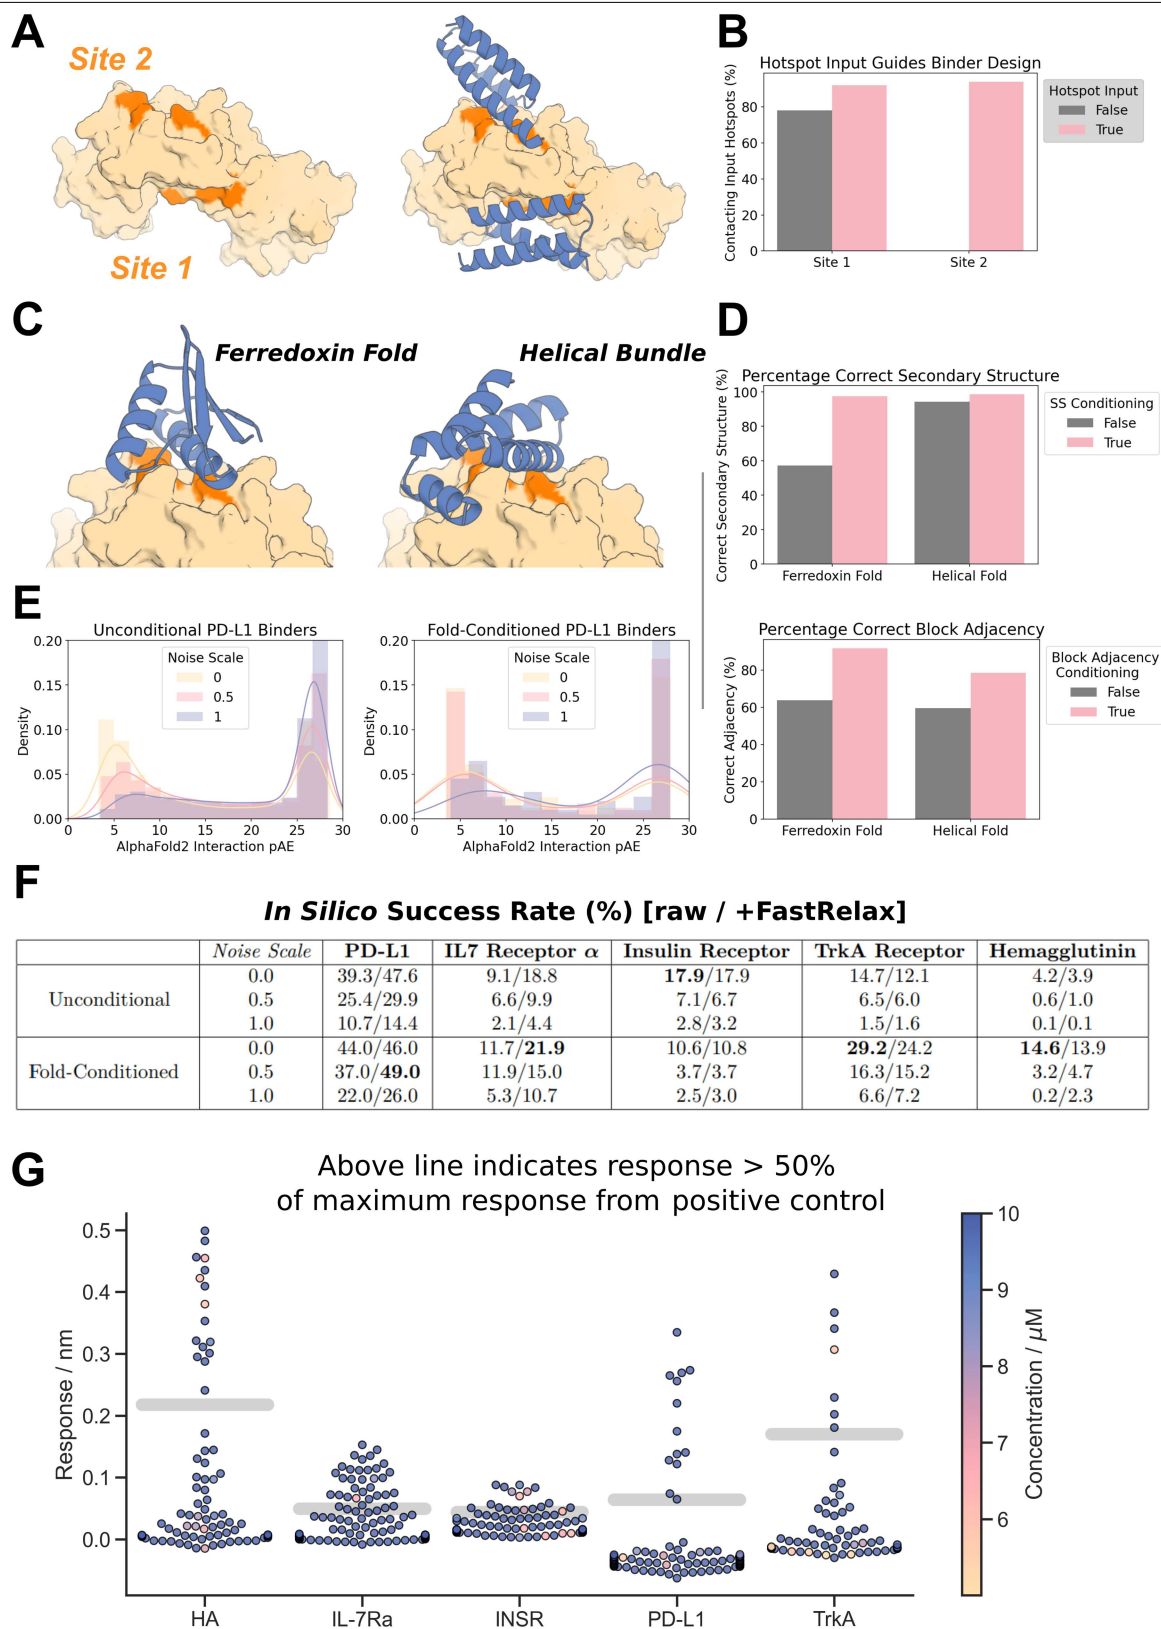 A
Site 2
Site 1
B
Hotspot Input Guides Binder Design
Contacting Input Hotspots (%)
80
60
40
20
0
Site 1
Site 2
Hotspot Input
False
True
C
Ferredoxin Fold
Helical Bundle
D
Percentage Correct Secondary Structure
Correct Secondary Structure (%)
100
80
60
40
20
0
Ferredoxin Fold
Helical Fold
SS Conditioning
False
True
Percentage Correct Block Adjacency
Correct Adjacency (%)
80
60
40
20
0
Ferredoxin Fold
Helical Fold
Block Adjacency
Conditioning
False
True
E
Unconditional PD-L1 Binders
Density
0.20
0.15
0.10
0.05
0.00
0 5 10 15 20 25 30
AlphaFold2 Interaction pAE
Noise Scale
0
0.5
1
Fold-Conditioned PD-L1 Binders
Density
0.20
0.15
0.10
0.05
0.00
0 5 10 15 20 25 30
AlphaFold2 Interaction pAE
Noise Scale
0
0.5
1
F
In Silico Success Rate (%) [raw / +FastRelax]
Noise Scale PD-L1 IL7 Receptor α Insulin Receptor TrkA Receptor Hemagglutinin
0.0 39.3/47.6 9.1/18.8 17.9/17.9 14.7/12.1 4.2/3.9
Unconditional 0.5 25.4/29.9 6.6/9.9 7.1/6.7 6.5/6.0 0.6/1.0
1.0 10.7/14.4 2.1/4.4 2.8/3.2 1.5/1.6 0.1/0.1
0.0 44.0/46.0 11.7/21.9 10.6/10.8 29.2/24.2 14.6/13.9
Fold-Conditioned 0.5 37.0/49.0 11.9/15.0 3.7/3.7 16.3/15.2 3.2/4.7
1.0 22.0/26.0 5.3/10.7 2.5/3.0 6.6/7.2 0.2/2.3
G
Above line indicates response > 50%
of maximum response from positive control
Response / nm
0.5
0.4
0.3
0.2
0.1
0.0
HA IL-7Ra INSR PD-L1 TrkA
10
9
8
7
6
Concentration / μM